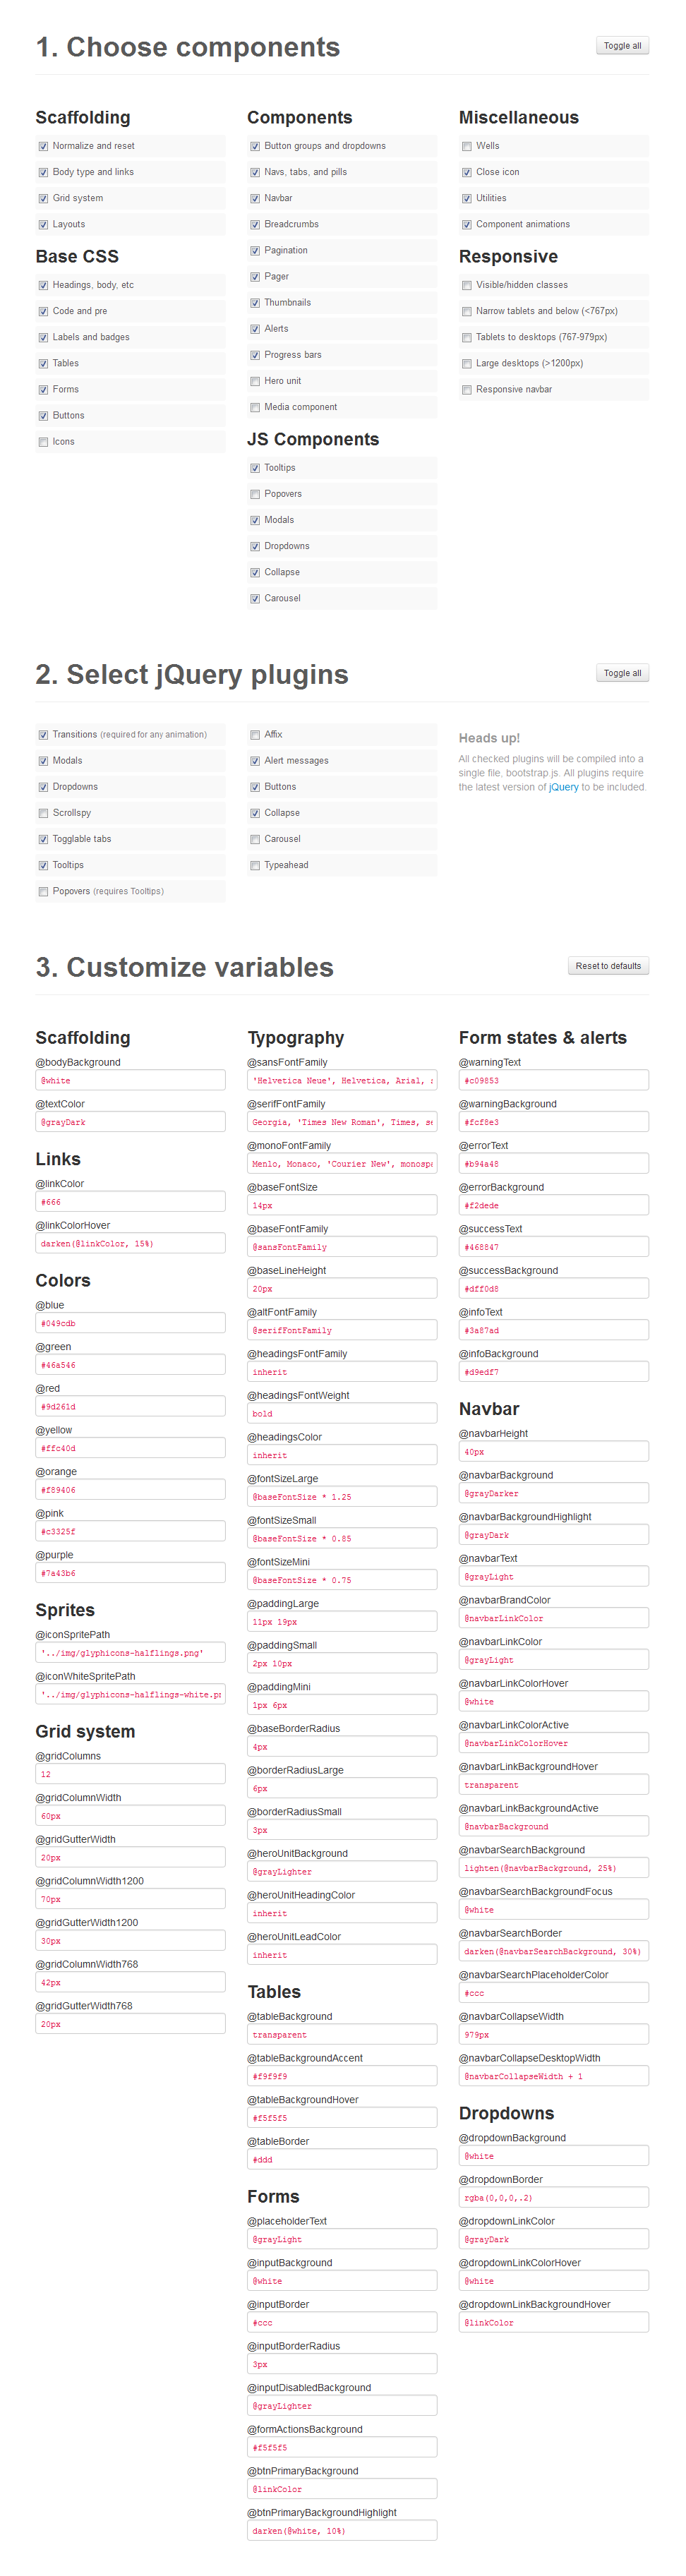 1. Choose components
Toggle all
Scaffolding
Normalize and reset
Body type and links
Grid system
Layouts
Base CSS
Headings, body, etc
Code and pre
Labels and badges
Tables
Forms
Buttons
Icons
Components
Button groups and dropdowns
Navs, tabs, and pills
Navbar
Breadcrumbs
Pagination
Pager
Thumbnails
Alerts
Progress bars
Hero unit
Media component
JS Components
Tooltips
Popovers
Modals
Dropdowns
Collapse
Carousel
Miscellaneous
Wells
Close icon
Utilities
Component animations
Responsive
Visible/hidden classes
Narrow tablets and below (<767px)
Tablets to desktops (767-979px)
Large desktops (>1200px)
Responsive navbar
2. Select jQuery plugins
Toggle all
Transitions (required for any animation)
Modals
Dropdowns
Scrollspy
Togglable tabs
Tooltips
Popovers (requires Tooltips)
Affix
Alert messages
Buttons
Collapse
Carousel
Typeahead
Heads up!
All checked plugins will be compiled into a
single file, bootstrap.js. All plugins require
the latest version of jQuery to be included.
3. Customize variables
Reset to defaults
Scaffolding
@bodyBackground
@white
@textColor
@grayDark
Links
@linkColor
#666
@linkColorHover
darken(@linkColor, 15%)
Colors
@blue
#049cdb
@green
#46a546
@red
#9d261d
@yellow
#ffc40d
@orange
#f89406
@pink
#c3325f
@purple
#7a43b6
Sprites
@iconSpritePath
'../img/glyphicons-halflings.png'
@iconWhiteSpritePath
'../img/glyphicons-halflings-white.pn
Grid system
@gridColumns
12
@gridColumnWidth
60px
@gridGutterWidth
20px
@gridColumnWidth1200
70px
@gridGutterWidth1200
30px
@gridColumnWidth768
42px
@gridGutterWidth768
20px
Typography
@sansFontFamily
'Helvetica Neue', Helvetica, Arial, s
@serifFontFamily
Georgia, 'Times New Roman', Times, se
@monoFontFamily
Menlo, Monaco, 'Courier New', monospa
@baseFontSize
14px
@baseFontFamily
@sansFontFamily
@baseLineHeight
20px
@altFontFamily
@serifFontFamily
@headingsFontFamily
inherit
@headingsFontWeight
bold
@headingsColor
inherit
@fontSizeLarge
@baseFontSize * 1.25
@fontSizeSmall
@baseFontSize * 0.85
@fontSizeMini
@baseFontSize * 0.75
@paddingLarge
11px 19px
@paddingSmall
2px 10px
@paddingMini
1px 6px
@baseBorderRadius
4px
@borderRadiusLarge
6px
@borderRadiusSmall
3px
@heroUnitBackground
@grayLighter
@heroUnitHeadingColor
inherit
@heroUnitLeadColor
inherit
Tables
@tableBackground
transparent
@tableBackgroundAccent
#f9f9f9
@tableBackgroundHover
#f5f5f5
@tableBorder
#ddd
Forms
@placeholderText
@grayLight
@inputBackground
@white
@inputBorder
#ccc
@inputBorderRadius
3px
@inputDisabledBackground
@grayLighter
@formActionsBackground
#f5f5f5
@btnPrimaryBackground
@linkColor
@btnPrimaryBackgroundHighlight
darken(@white, 10%)
Form states & alerts
@warningText
#c09853
@warningBackground
#fcf8e3
@errorText
#b94a48
@errorBackground
#f2dede
@successText
#468847
@successBackground
#dff0d8
@infoText
#3a87ad
@infoBackground
#d9edf7
Navbar
@navbarHeight
40px
@navbarBackground
@grayDarker
@navbarBackgroundHighlight
@grayDark
@navbarText
@grayLight
@navbarBrandColor
@navbarLinkColor
@navbarLinkColor
@grayLight
@navbarLinkColorHover
@white
@navbarLinkColorActive
@navbarLinkColorHover
@navbarLinkBackgroundHover
transparent
@navbarLinkBackgroundActive
@navbarBackground
@navbarSearchBackground
lighten(@navbarBackground, 25%)
@navbarSearchBackgroundFocus
@white
@navbarSearchBorder
darken(@navbarSearchBackground, 30%)
@navbarSearchPlaceholderColor
#ccc
@navbarCollapseWidth
979px
@navbarCollapseDesktopWidth
@navbarCollapseWidth + 1
Dropdowns
@dropdownBackground
@white
@dropdownBorder
rgba(0,0,0,.2)
@dropdownLinkColor
@grayDark
@dropdownLinkColorHover
@white
@dropdownLinkBackgroundHover
@linkColor